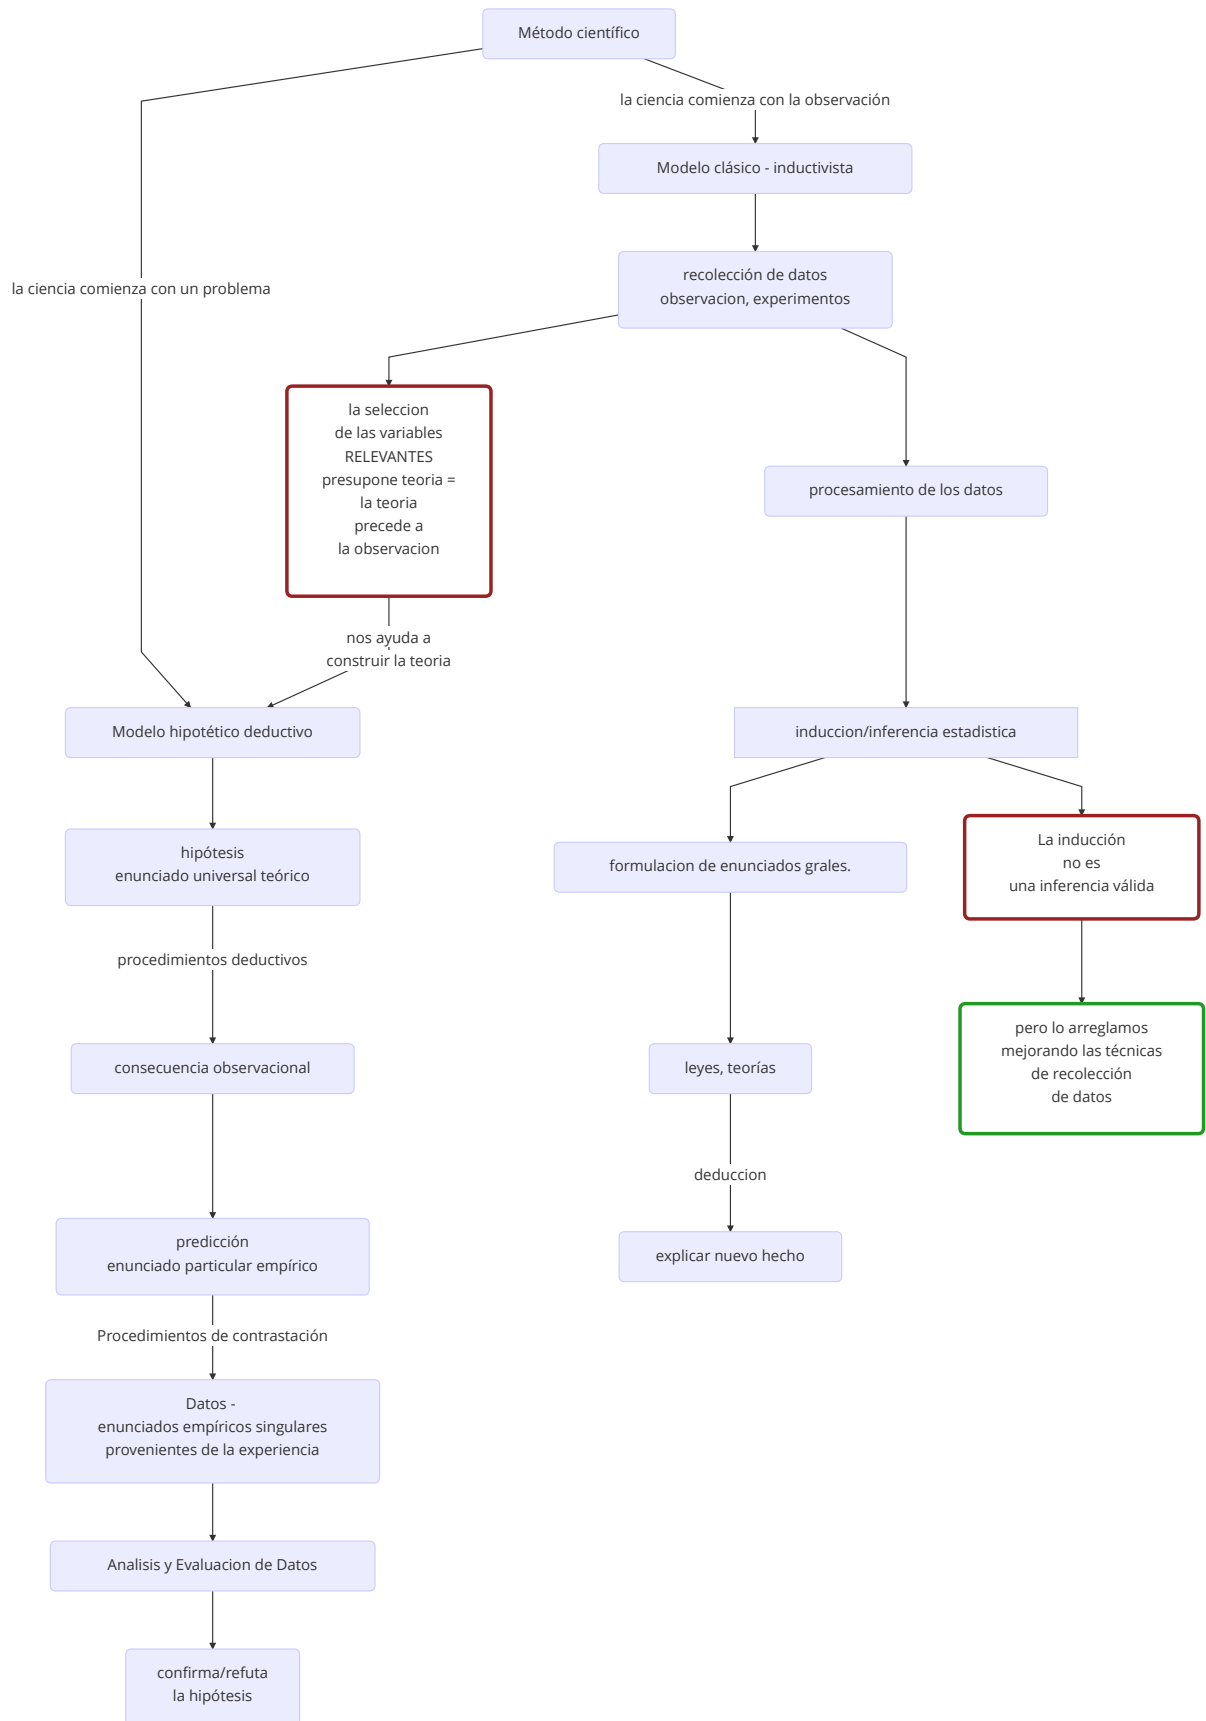 Método científico
la ciencia comienza con la observación
Modelo clásico - inductivista
recolección de datos
observacion, experimentos
la ciencia comienza con un problema
la seleccion
de las variables
RELEVANTES
presupone teoria =
la teoria
precede a
la observacion
procesamiento de los datos
nos ayuda a
construir la teoria
Modelo hipotético deductivo
induccion/inferencia estadistica
hipótesis
enunciado universal teórico
formulacion de enunciados grales.
La inducción
no es
una inferencia válida
procedimientos deductivos
consecuencia observacional
leyes, teorías
pero lo arreglamos
mejorando las técnicas
de recolección
de datos
deduccion
predicción
enunciado particular empírico
explicar nuevo hecho
Procedimientos de contrastación
Datos -
enunciados empíricos singulares
provenientes de la experiencia
Analisis y Evaluacion de Datos
confirma/refuta
la hipótesis